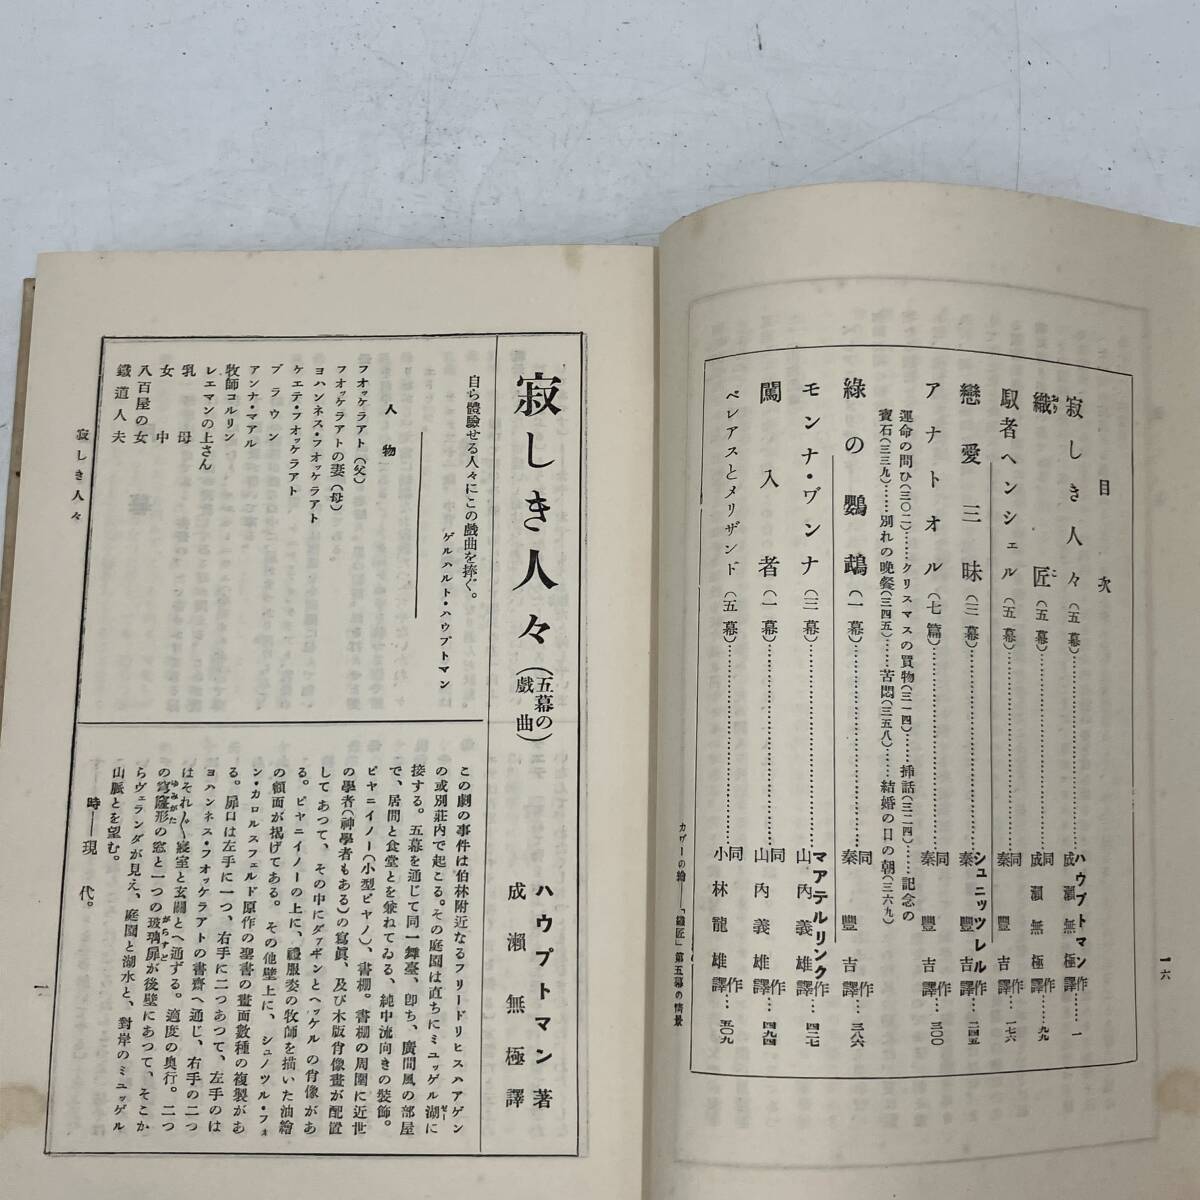 目次
寂しき人々(五幕)………ハウプトマン作 成瀨無極譯……一
織匠(五幕)………同作 成瀨無極譯……九九
おりこ
馭者ヘンシェル(五幕)………同作 秦豐吉譯……一七六
戀愛三昧(三幕)………シュニッツレル作 秦豐吉譯……二四五
アナトオル(七篇)………同作 秦豐吉譯……三〇〇
運命の問ひ(三〇二)……クリスマスの買物(三一四)……挿話(三二四)……記念の
寶石(三三九)……別れの晩餐(三四五)……苦悶(三五八)……結婚の日の朝(三六九)
綠の鸚鵡(一幕)………同作 秦豐吉譯……三八六
モンナ・ヴンナ(三幕)………マアテルリンク作 山内義雄譯……四二七
闖入者(一幕)………同作 山内義雄譯……四九四
ペレアスとメリザンド(五幕)………同作 小林龍雄譯……五〇九
カヴーの繪――「織匠」第五幕の情景
一六
寂しき人々(五幕の戲曲)
ハウプトマン著
成瀨無極譯
自ら體驗せる人々にこの戲曲を捧ぐ。
ゲルハルト・ハウプトマン
人物
フオッケラアト(父)
フオッケラアトの妻(母)
ヨハンネス・フオッケラアト
ケエテ・フオッケラアト
ブラウン
アンナ・マアル
牧師コルリン
レエマンの上さん
乳母
女中
八百屋の女
鐵道人夫
この劇の事件は伯林附近なるフリードリヒスハアゲン
の或別莊内で起こる。その庭園は直ちにミュッゲル湖に
接する。五幕を通じて同一舞臺、卽ち、廣間風の部屋
で、居間と食堂とを兼ねてゐる、純中流向きの裝飾。
ピヤニイノー(小型ピヤノ)、書棚。書棚の周圍に近世
の學者(神學者もある)の寫眞、及び木版肖像畫が配置
してあつて、その中にダァヰンとヘッケルの肖像があ
る。ピヤニイノーの上に、禮服姿の牧師を描いた油繪
の額面が揭げてある。その他壁上に、シュノツル・フォ
ン・カロルスフェルド原作の聖書の畫面數種の複製があ
る。扉口は左手に一つ、右手に二つあつて、左手のは
ヨハンネス・フオッケラアトの書齋へ通じ、右手の二つ
はそれ〴〵寢室と玄關とへ通ずる。適度の奧行。二つ
の穹窿形の窓と一つの玻璃扉が後壁にあつて、そこか
らヴェランダが見え、庭園と湖水と、對岸のミュッゲル
山脈とを望む。
時――現代。
寂しき人々
一